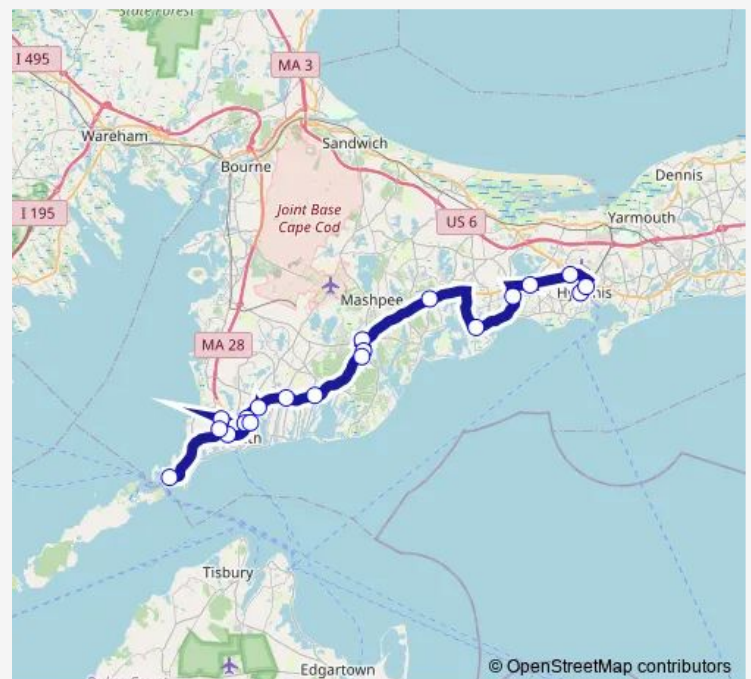 State Forest
I 495
MA 3
Wareham
Sandwich
Bourne
Dennis
Joint Base
Cape Cod
I 195
US 6
Yarmouth
Mashpee
MA 28
Tisbury
Edgartown
© OpenStreetMap contributors